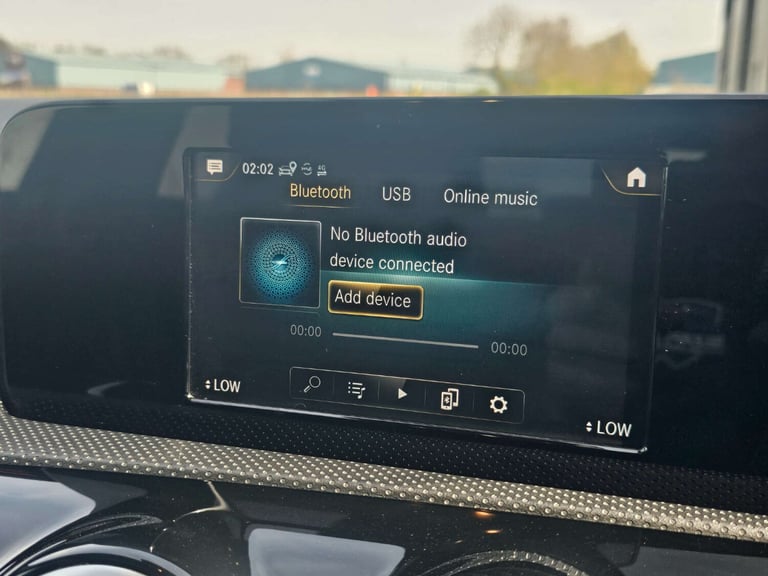 02:02
4G
Bluetooth USB Online music
No Bluetooth audio
device connected
Add device
00:00 00:00
LOW
LOW